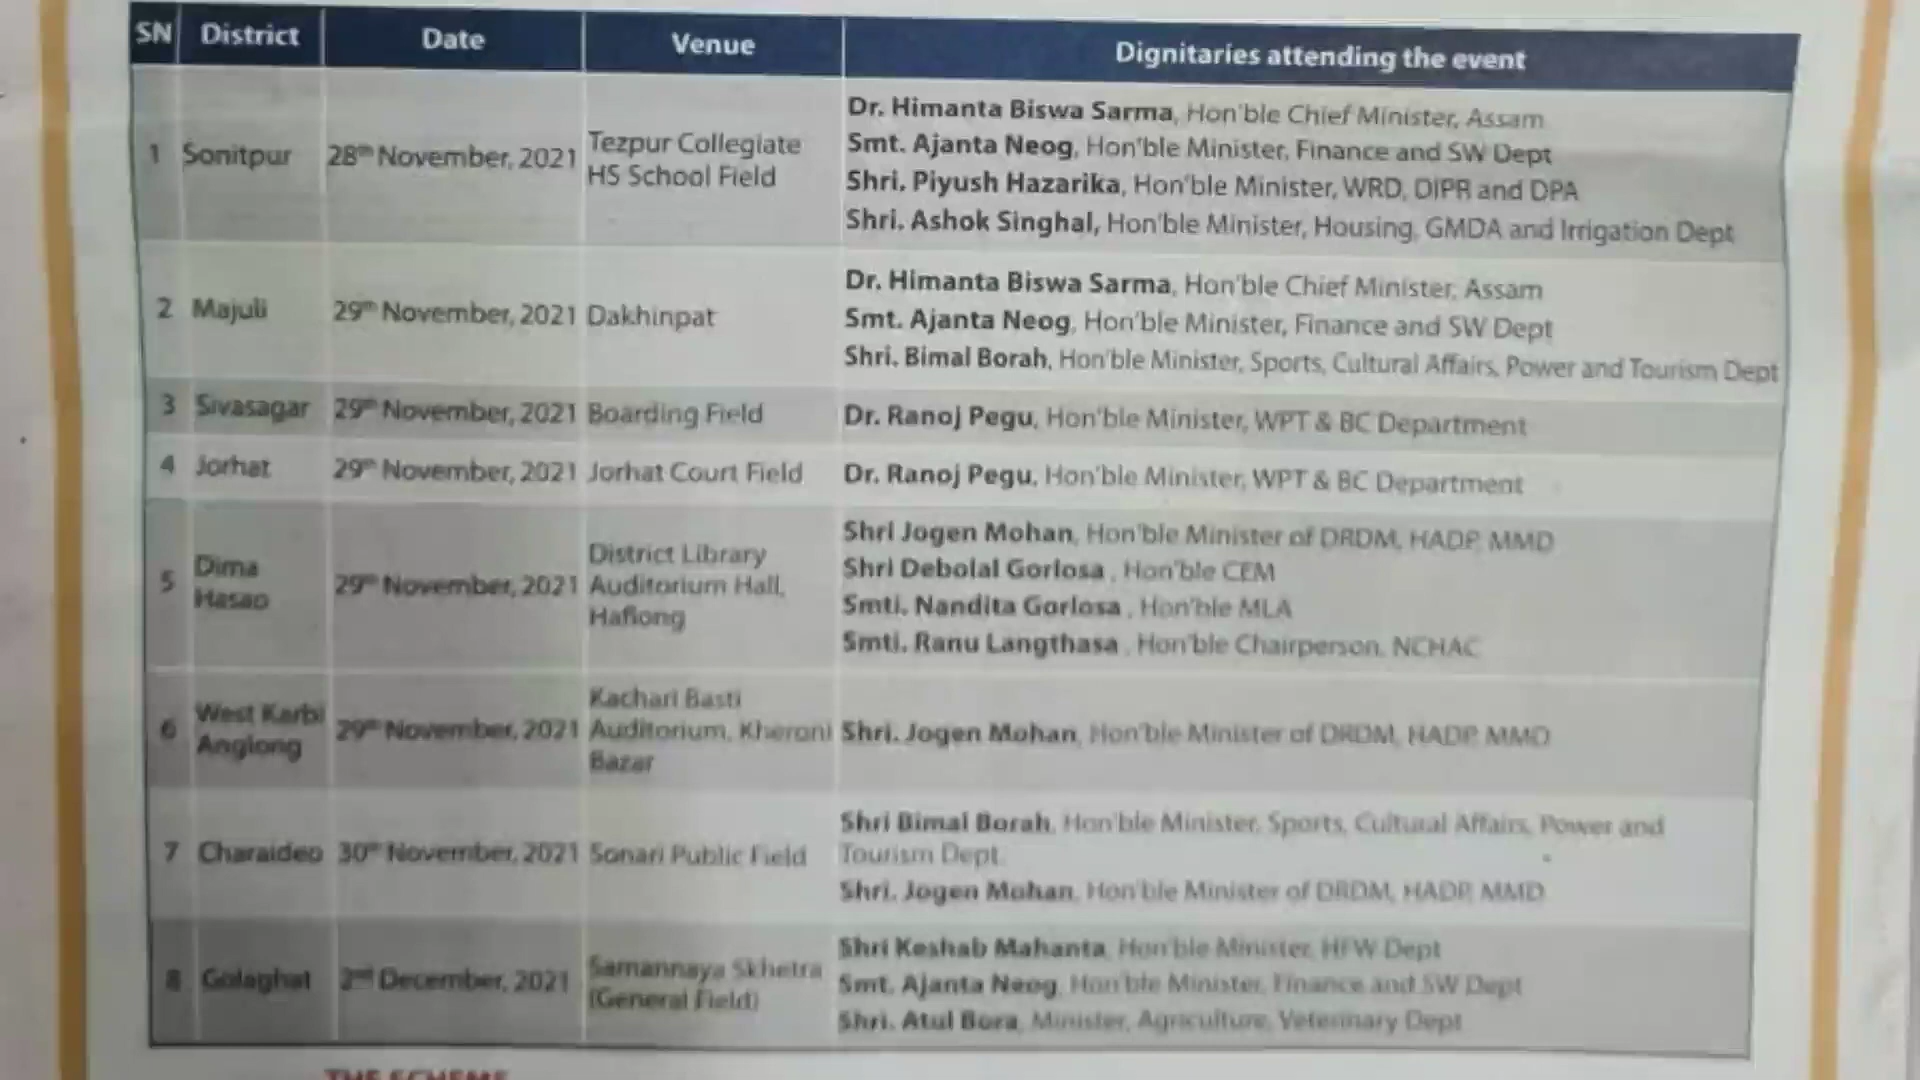 SN District Date Venue Dignitaries attending the event
1 Sonitpur 28th November, 2021 Tezpur Collegiate
HS School Field
Dr. Himanta Biswa Sarma, Hon'ble Chief Minister, Assam
Smt. Ajanta Neog, Hon'ble Minister, Finance and SW Dept
Shri. Piyush Hazarika, Hon'ble Minister, WRD, DIPR and DPA
Shri. Ashok Singhal, Hon'ble Minister, Housing, GMDA and Irrigation Dept
2 Majuli 29th November, 2021 Dakhinpat
Dr. Himanta Biswa Sarma, Hon'ble Chief Minister, Assam
Smt. Ajanta Neog, Hon'ble Minister, Finance and SW Dept
Shri. Bimal Borah, Hon'ble Minister, Sports, Cultural Affairs, Power and Tourism Dept
3 Sivasagar 29th November, 2021 Boarding Field Dr. Ranoj Pegu, Hon'ble Minister, WPT & BC Department
4 Jorhat 29th November, 2021 Jorhat Court Field Dr. Ranoj Pegu, Hon'ble Minister, WPT & BC Department
5 Dima
Hasao
29th November, 2021
District Library
Auditorium Hall,
Haflong
Shri Jogen Mohan, Hon'ble Minister of DRDM, HADP, MMD
Shri Debolal Gorlosa , Hon'ble CEM
Smti. Nandita Gorlosa , Hon'ble MLA
Smti. Ranu Langthasa , Hon'ble Chairperson, NCHAC
6 West Karbi
Anglong
29th November, 2021
Kachari Basti
Auditorium, Kheroni
Bazar
Shri. Jogen Mohan, Hon'ble Minister of DRDM, HADP, MMD
7 Charaideo 30th November, 2021 Sonari Public Field
Shri Bimal Borah, Hon'ble Minister, Sports, Cultural Affairs, Power and
Tourism Dept
Shri. Jogen Mohan, Hon'ble Minister of DRDM, HADP, MMD
8 Golaghat 2nd December, 2021 Samannaya Skhetra
(General Field)
Shri Keshab Mahanta, Hon'ble Minister, HFW Dept
Smt. Ajanta Neog, Hon'ble Minister, Finance and SW Dept
Shri. Atul Bora, Minister, Agriculture, Veterinary Dept
THE SCHEME